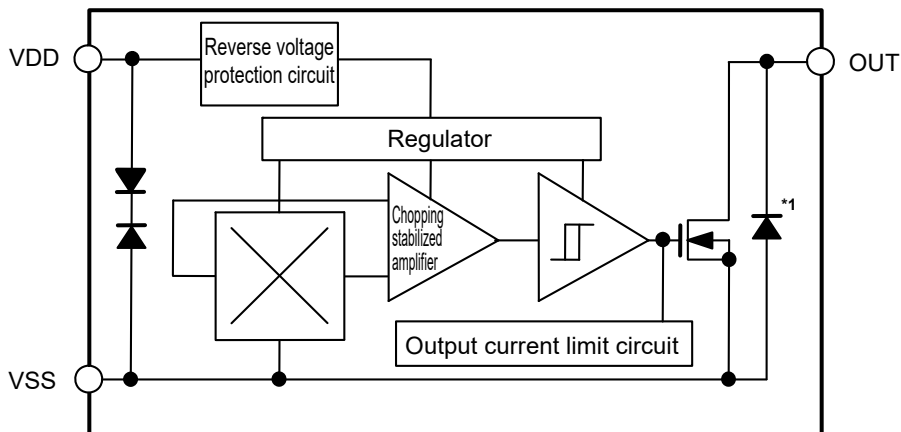 VDD
Reverse voltage
protection circuit
OUT
Regulator
Chopping
stabilized
amplifier
*1
Output current limit circuit
VSS